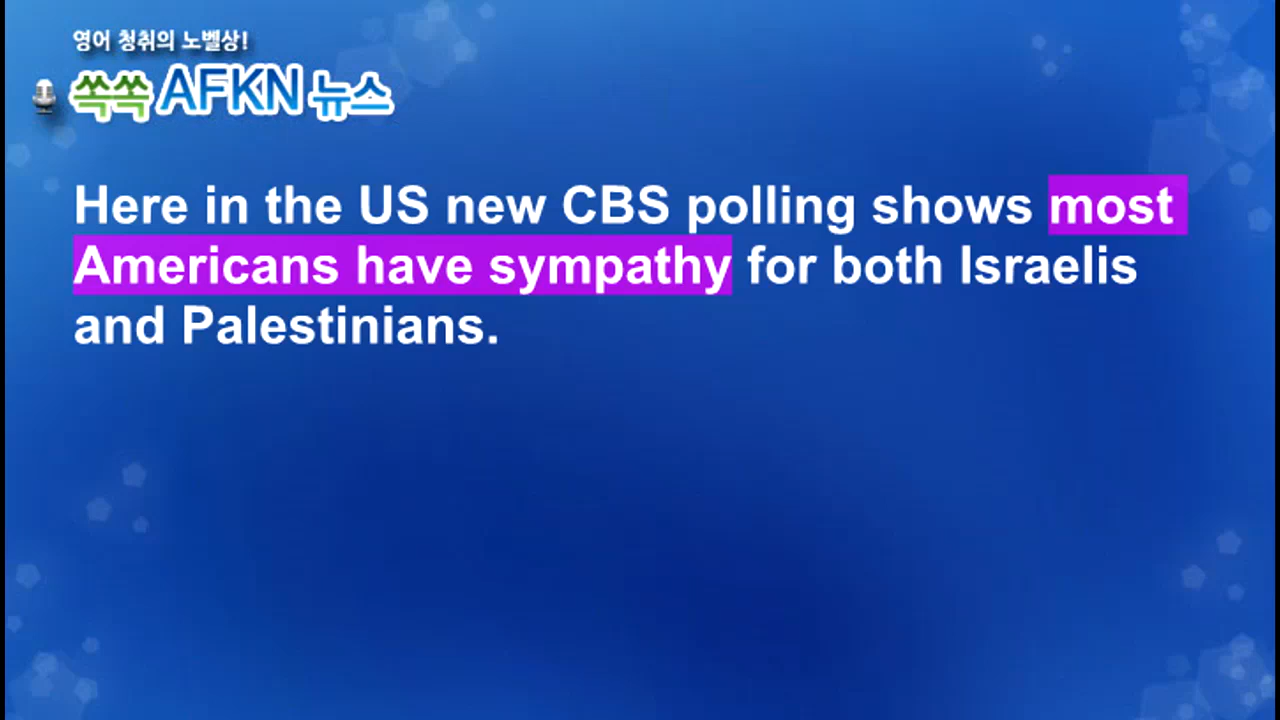 영어 청취의 노벨상!
쏙쏙 AFKN 뉴스
Here in the US new CBS polling shows most
Americans have sympathy for both Israelis
and Palestinians.